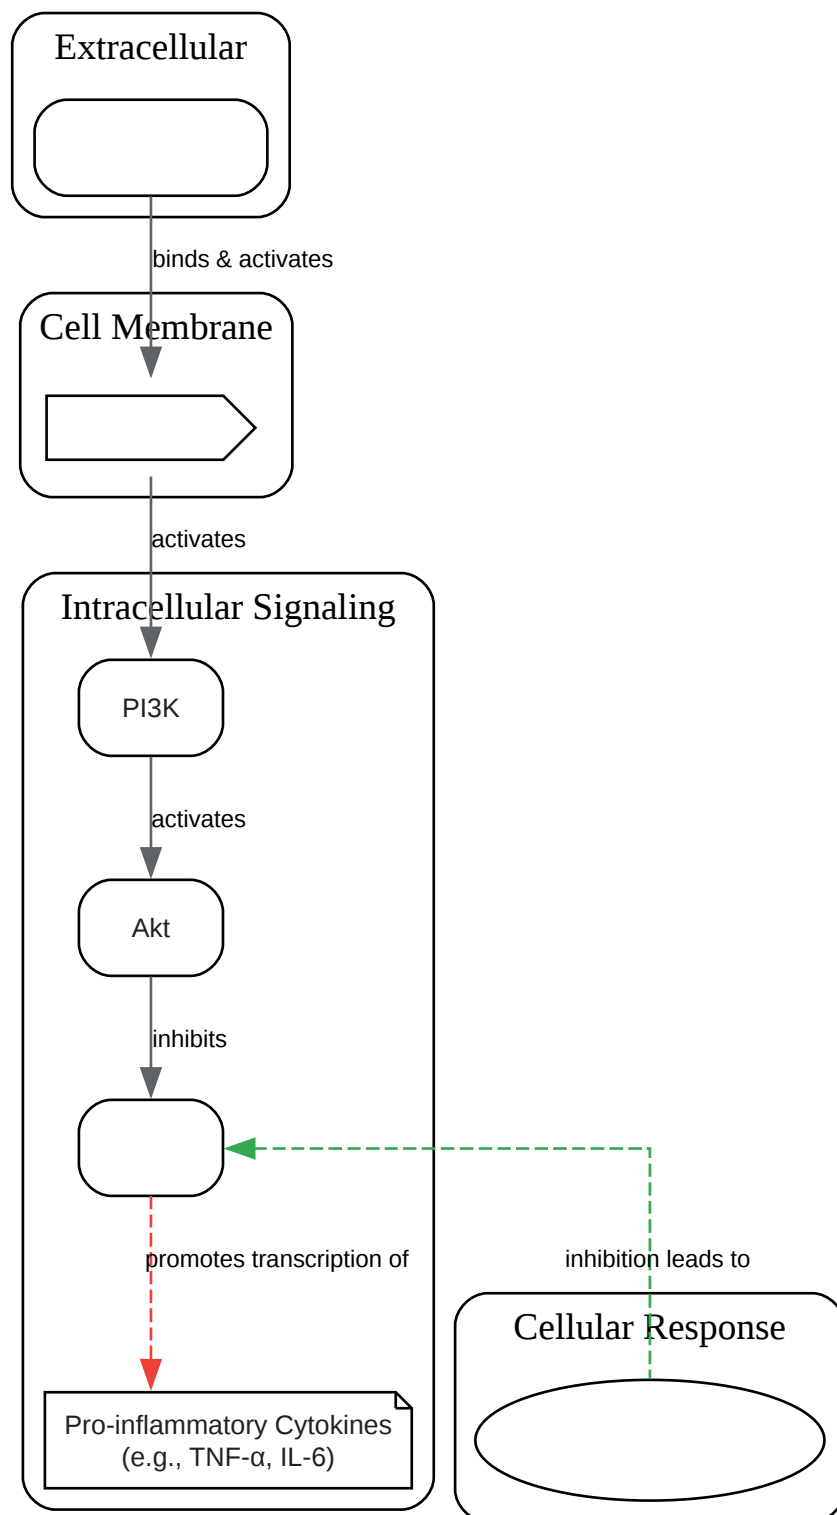 Extracellular
binds & activates
Cell Membrane
activates
Intracellular Signaling
PI3K
activates
Akt
inhibits
promotes transcription of
inhibition leads to
Cellular Response
Pro-inflammatory Cytokines
(e.g., TNF-α, IL-6)